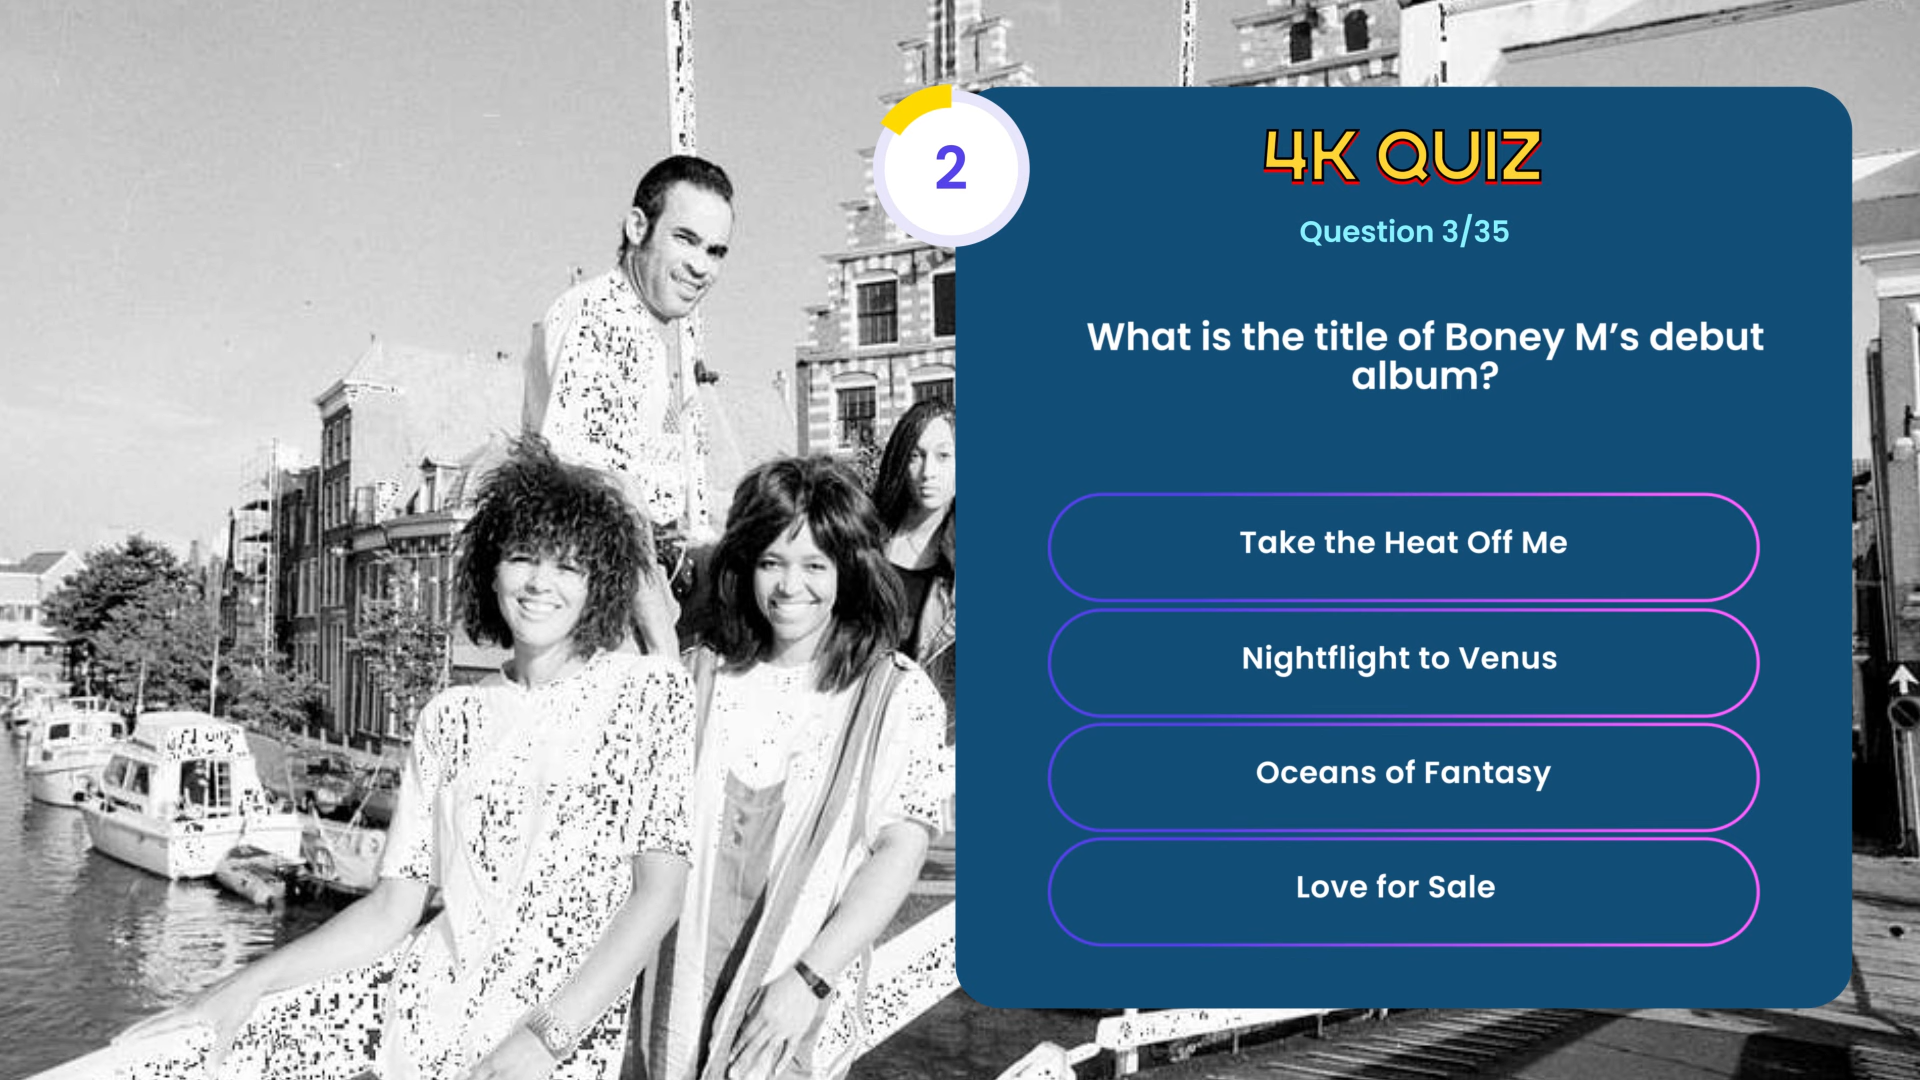 2
4K QUIZ
Question 3/35
What is the title of Boney M’s debut
album?
Take the Heat Off Me
Nightflight to Venus
Oceans of Fantasy
Love for Sale